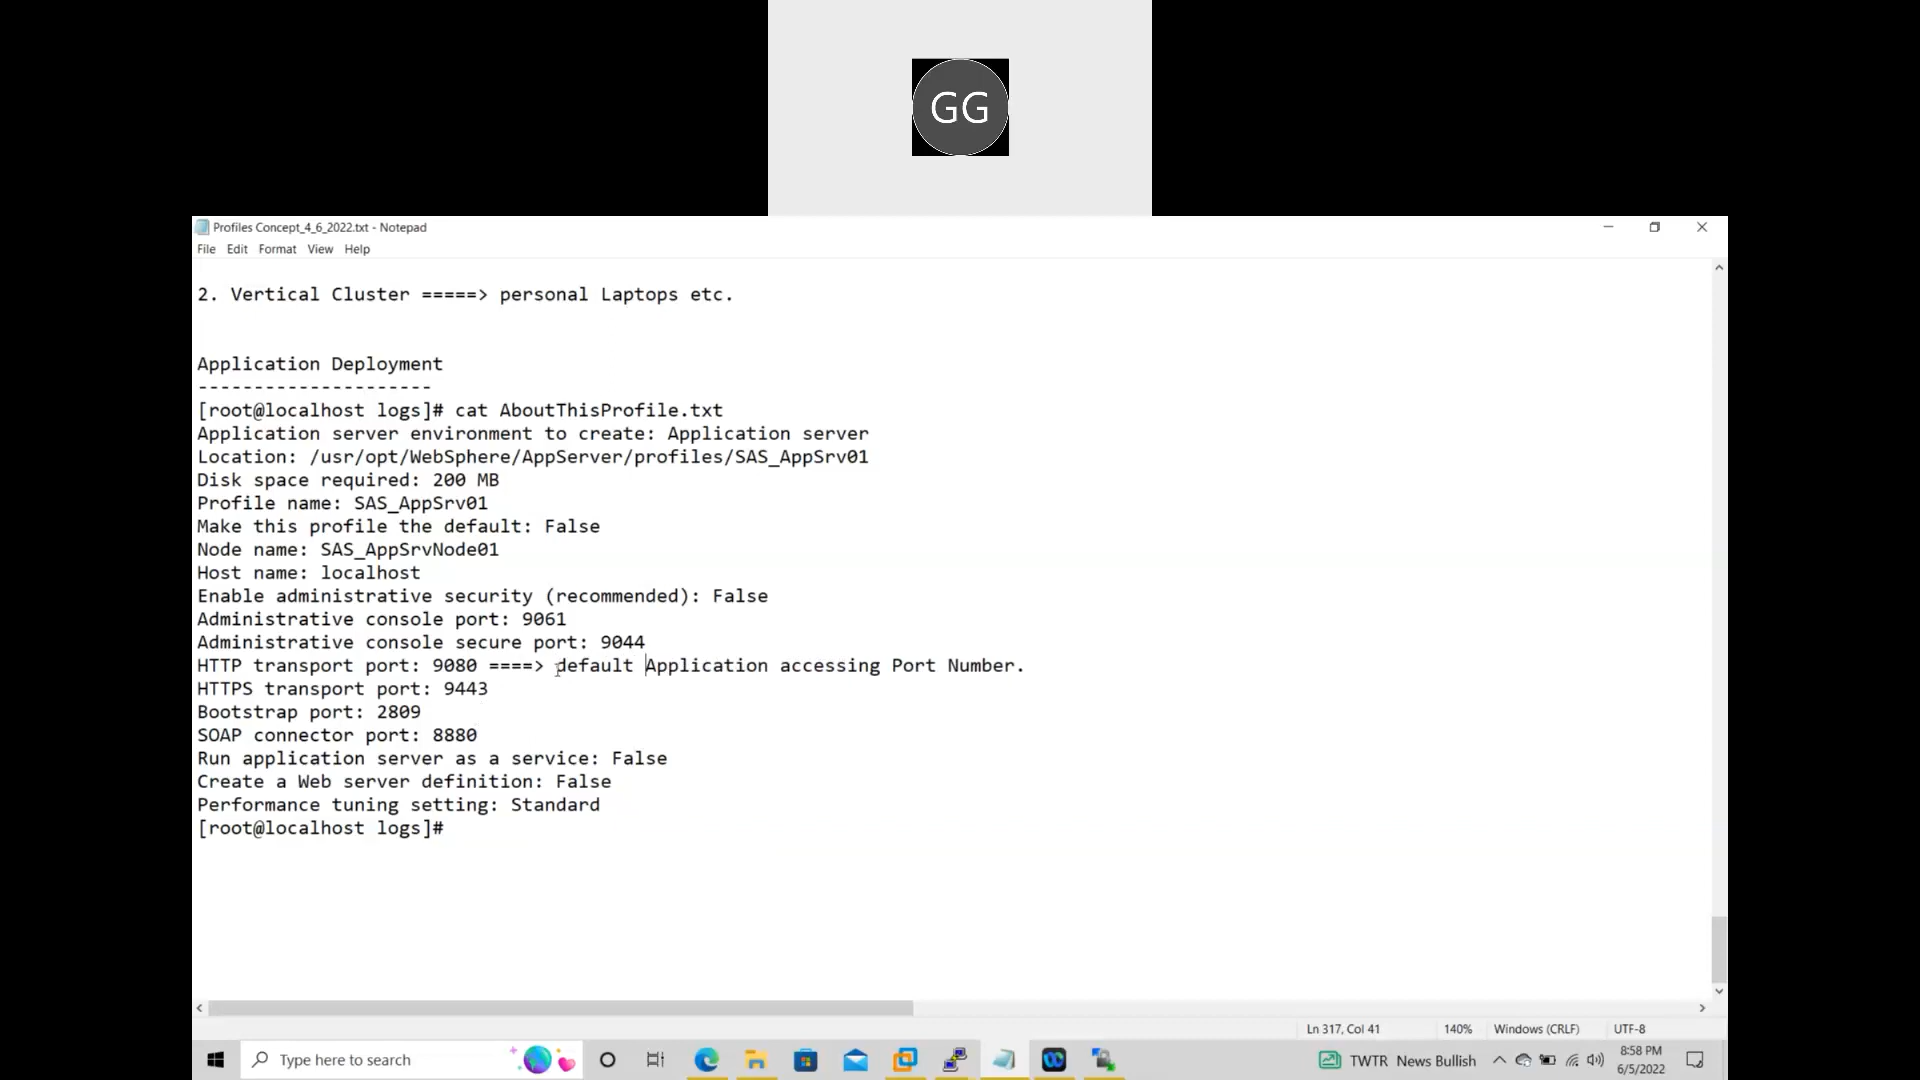 GG
Profiles Concept_4_6_2022.txt - Notepad
File Edit Format View Help
2. Vertical Cluster =====> personal Laptops etc.
Application Deployment
---------------------
[root@localhost logs]# cat AboutThisProfile.txt
Application server environment to create: Application server
Location: /usr/opt/WebSphere/AppServer/profiles/SAS_AppSrv01
Disk space required: 200 MB
Profile name: SAS_AppSrv01
Make this profile the default: False
Node name: SAS_AppSrvNode01
Host name: localhost
Enable administrative security (recommended): False
Administrative console port: 9061
Administrative console secure port: 9044
HTTP transport port: 9080 ====> default Application accessing Port Number.
HTTPS transport port: 9443
Bootstrap port: 2809
SOAP connector port: 8880
Run application server as a service: False
Create a Web server definition: False
Performance tuning setting: Standard
[root@localhost logs]#
Ln 317, Col 41 140% Windows (CRLF) UTF-8
Type here to search TWTR News Bullish 8:58 PM
6/5/2022